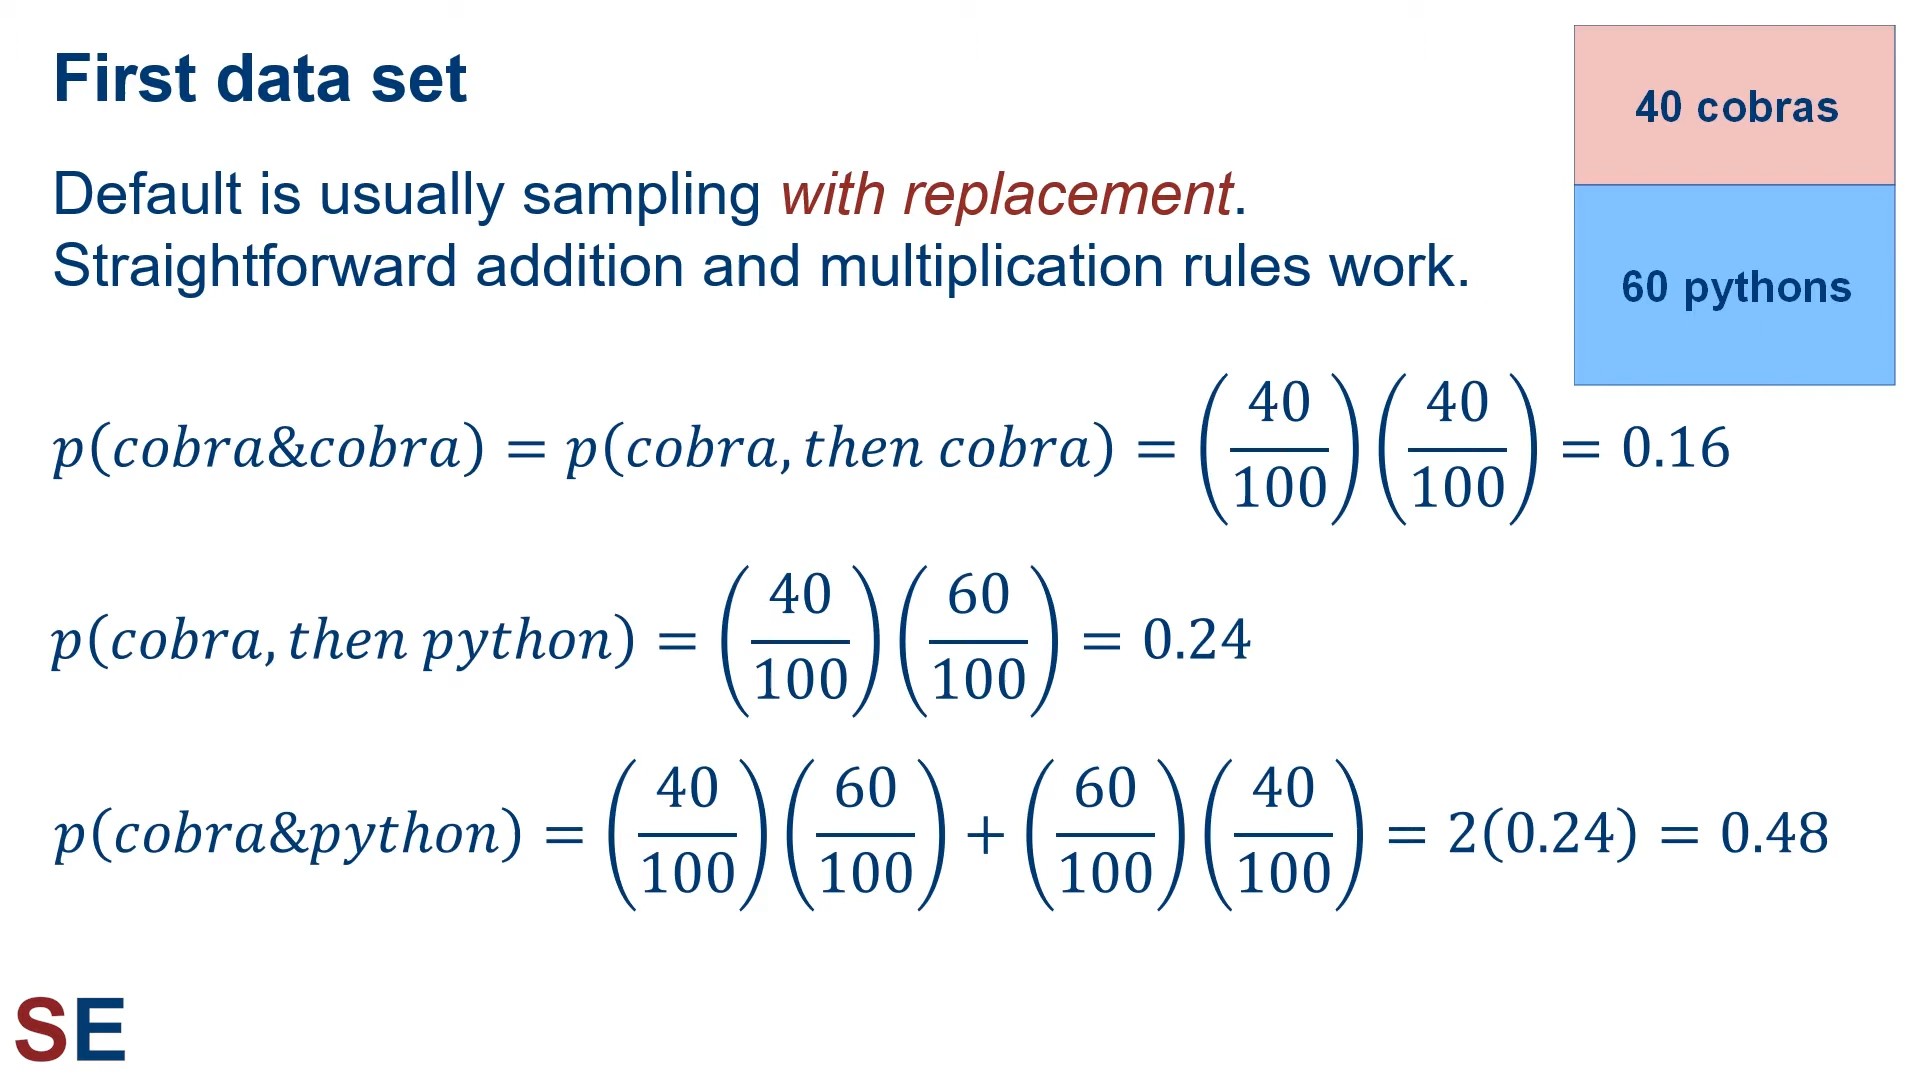 First data set
40 cobras
Default is usually sampling with replacement.
Straightforward addition and multiplication rules work.
60 pythons
p(cobra&cobra) = p(cobra, then cobra) = (40/100)(40/100) = 0.16
p(cobra, then python) = (40/100)(60/100) = 0.24
p(cobra&python) = (40/100)(60/100) + (60/100)(40/100) = 2(0.24) = 0.48
SE